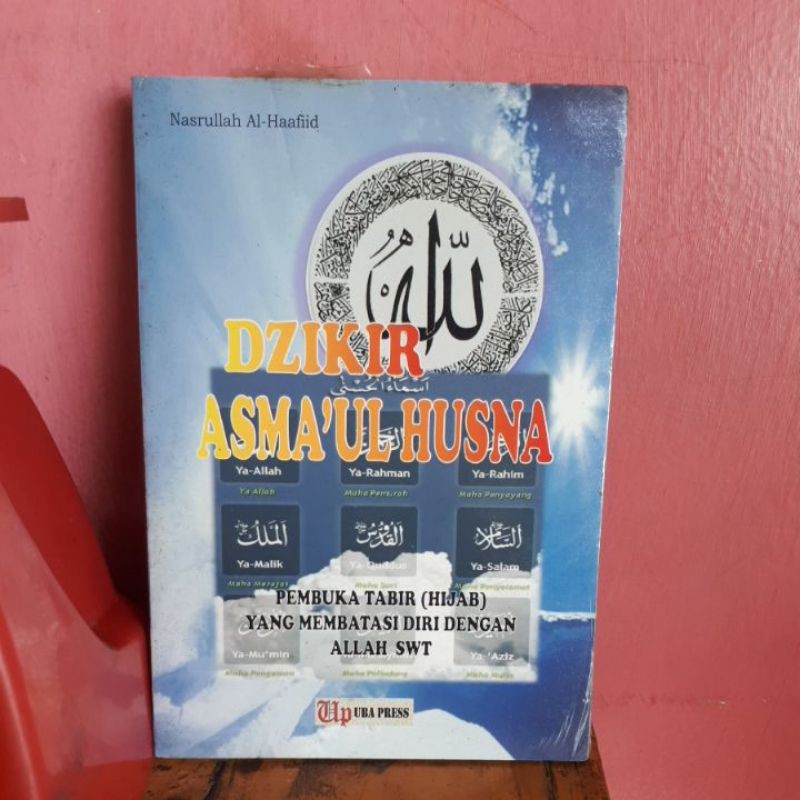 Nasrullah Al-Haafiid
الله
DZIKIR
أسماء الحسنى
ASMA'UL HUSNA
Ya-Allah
Ya-Rahman
Ya-Rahim
Ya Allah
Maha Pemurah
Maha Penyayang
الملك
القدوس
السلام
Ya-Malik
Ya-Quddus
Ya-Salam
PEMBUKA TABIR (HIJAB)
YANG MEMBATASI DIRI DENGAN
ALLAH SWT
Ya-Mu'min
Ya-'Aziz
Up UBA PRESS